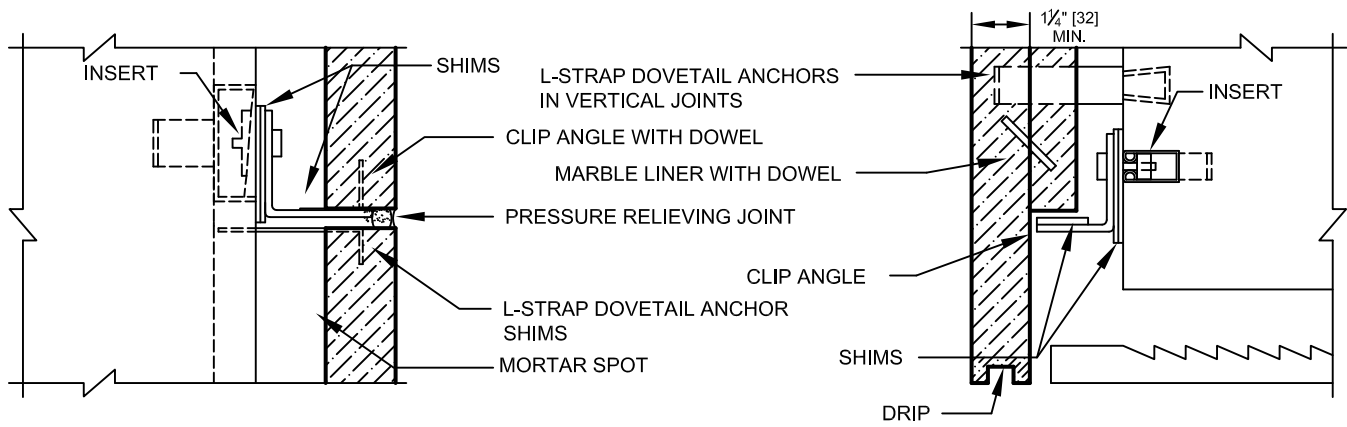 INSERT
SHIMS
CLIP ANGLE WITH DOWEL
PRESSURE RELIEVING JOINT
L-STRAP DOVETAIL ANCHOR
SHIMS
MORTAR SPOT
1¼" [32]
MIN.
L-STRAP DOVETAIL ANCHORS
IN VERTICAL JOINTS
INSERT
MARBLE LINER WITH DOWEL
CLIP ANGLE
SHIMS
DRIP